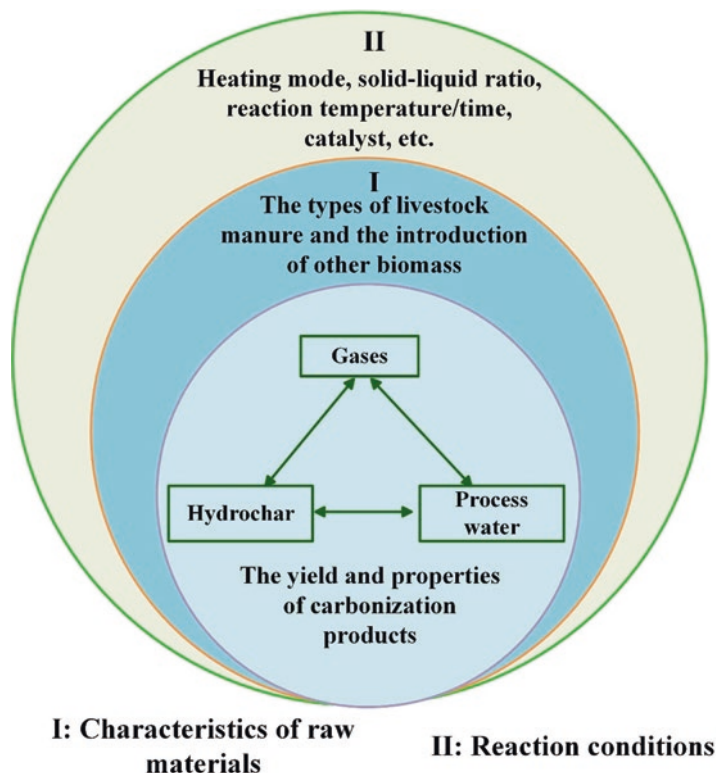 II
Heating mode, solid-liquid ratio,
reaction temperature/time,
catalyst, etc.
I
The types of livestock
manure and the introduction
of other biomass
Gases
Hydrochar
Process
water
The yield and properties
of carbonization
products
I: Characteristics of raw
materials
II: Reaction conditions